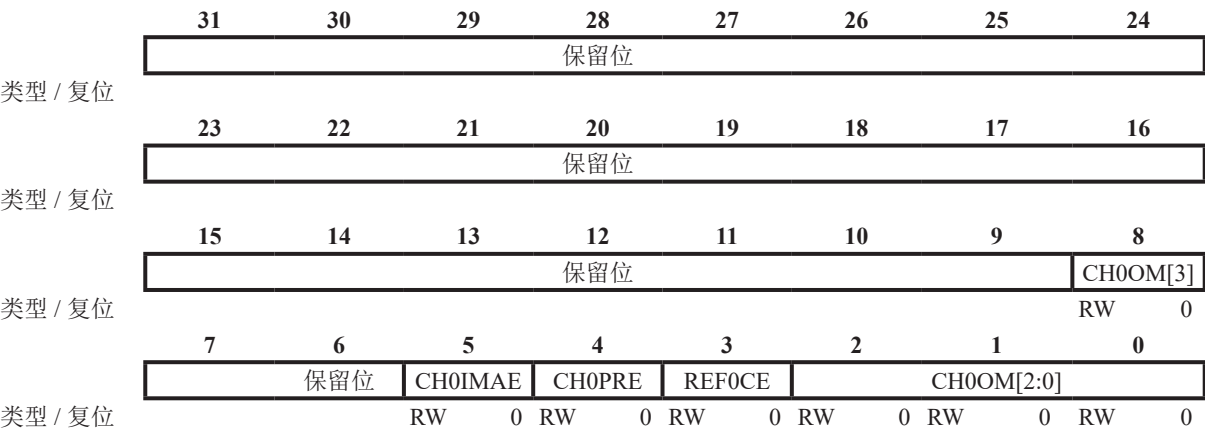 31 30 29 28 27 26 25 24
保留位
类型 / 复位
23 22 21 20 19 18 17 16
保留位
类型 / 复位
15 14 13 12 11 10 9 8
保留位 CH0OM[3]
类型 / 复位 RW 0
7 6 5 4 3 2 1 0
保留位 CH0IMAE CH0PRE REF0CE CH0OM[2:0]
类型 / 复位 RW 0 RW 0 RW 0 RW 0 RW 0 RW 0